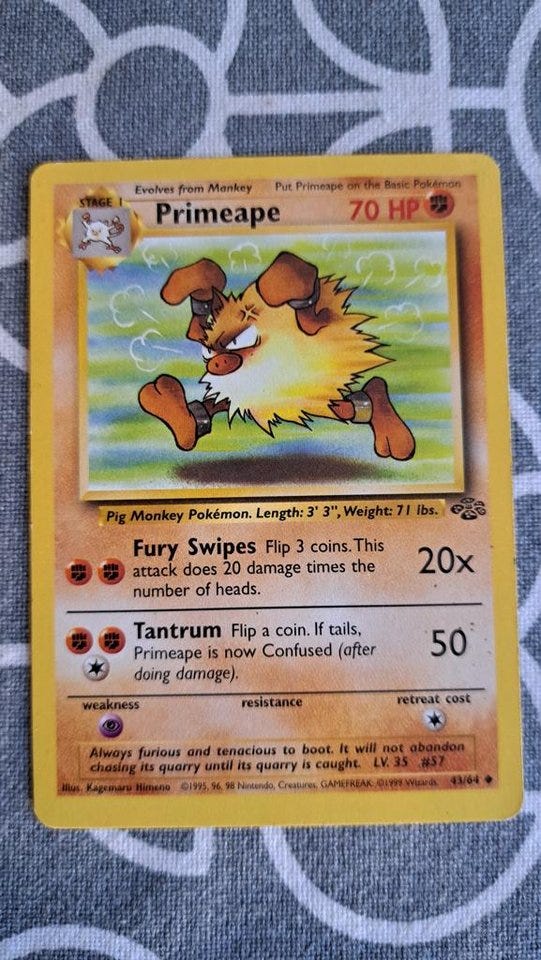 Evolves from Mankey Put Primeape on the Basic Pokémon
STAGE 1
Primeape 70 HP
Pig Monkey Pokémon. Length: 3' 3", Weight: 71 lbs.
Fury Swipes Flip 3 coins. This
attack does 20 damage times the
number of heads.
20x
Tantrum Flip a coin. If tails,
Primeape is now Confused (after
doing damage).
50
weakness resistance retreat cost
Always furious and tenacious to boot. It will not abandon
chasing its quarry until its quarry is caught. LV. 35 #57
Illus. Kagemaru Himeno ©1995, 96, 98 Nintendo, Creatures, GAMEFREAK. ©1999 Wizards. 43/64